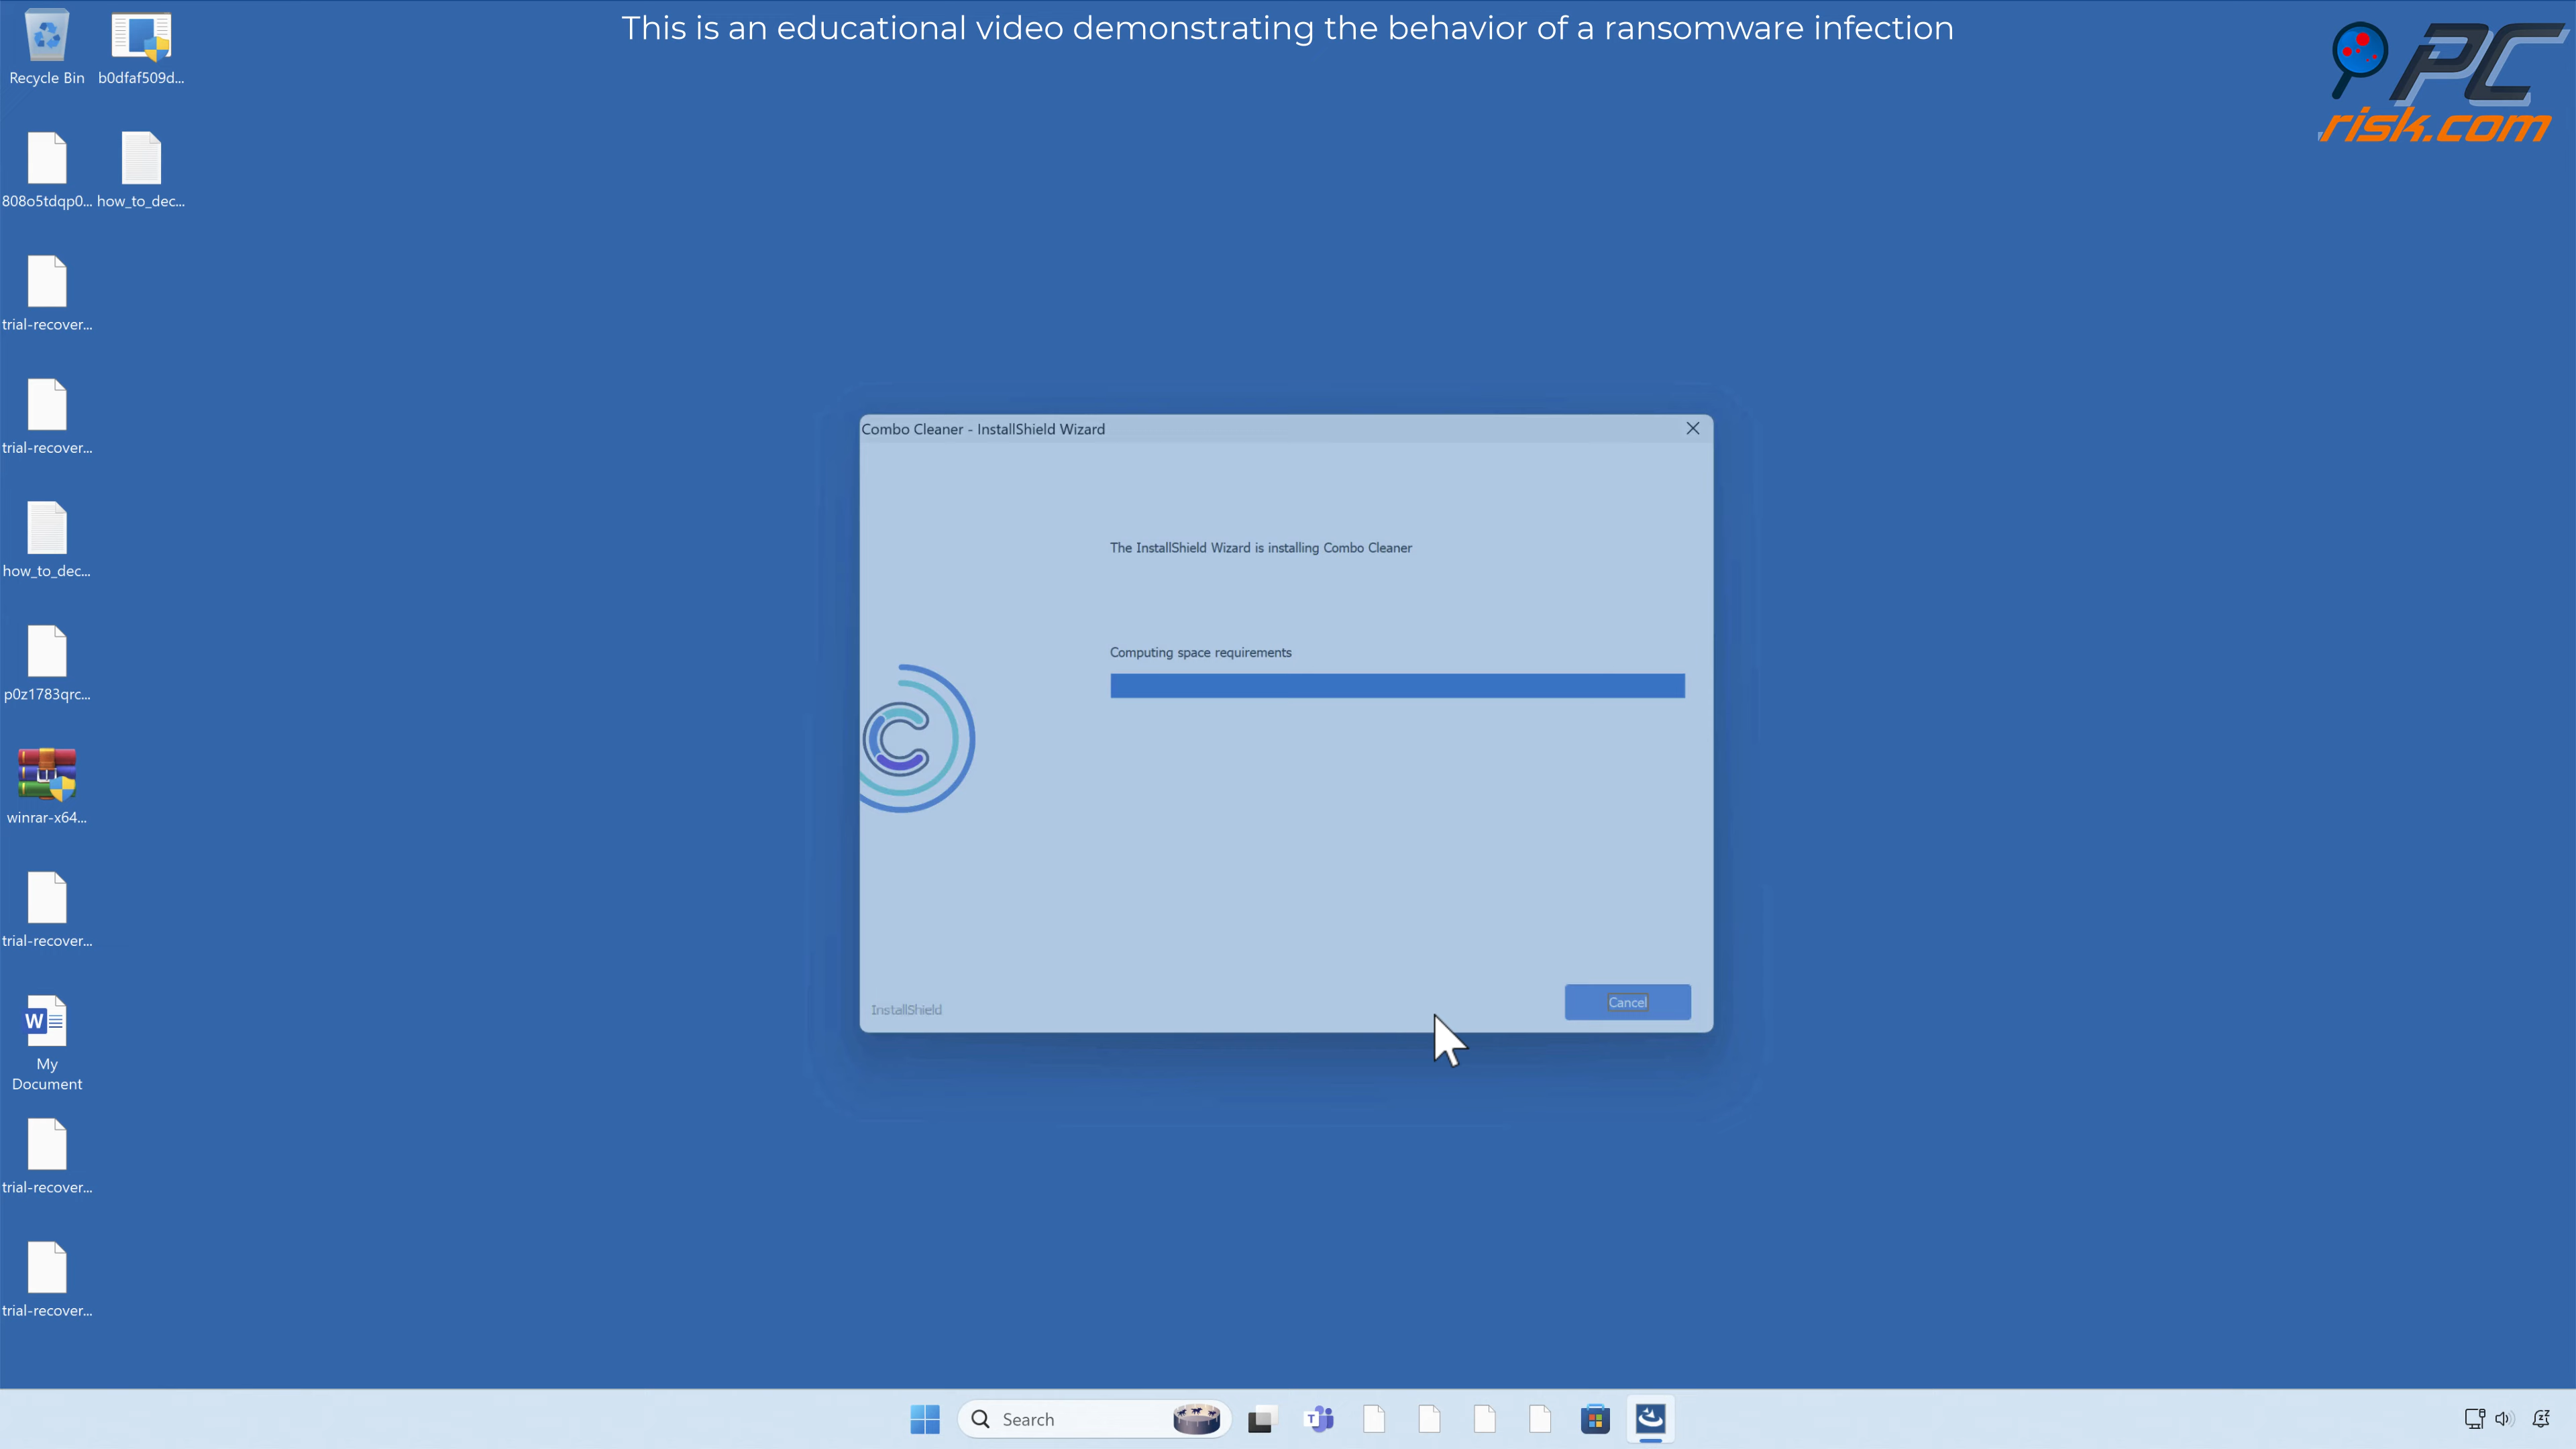 This is an educational video demonstrating the behavior of a ransomware infection
PC
risk.com
Recycle Bin
b0dfaf509d...
808o5tdqp0...
how_to_dec...
trial-recover...
trial-recover...
how_to_dec...
p0z1783qrc...
winrar-x64...
trial-recover...
My
Document
trial-recover...
trial-recover...
Combo Cleaner - InstallShield Wizard
The InstallShield Wizard is installing Combo Cleaner
Computing space requirements
InstallShield
Cancel
Search